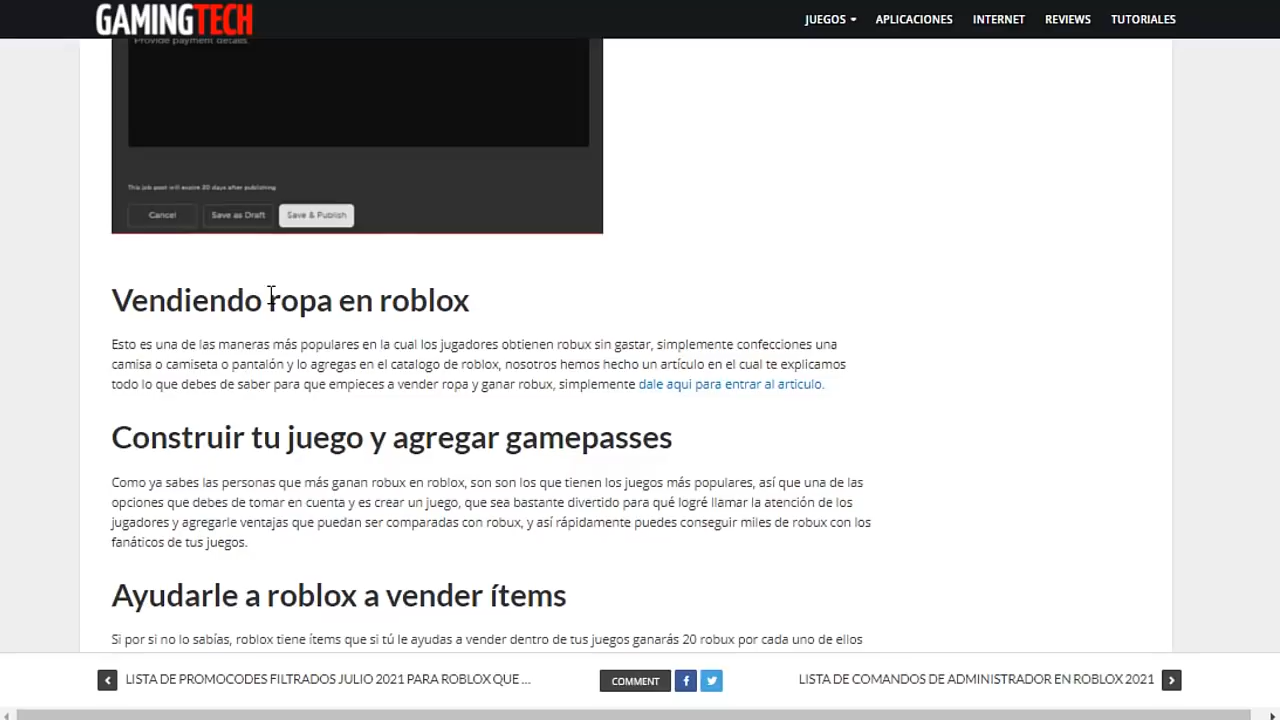 GAMINGTECH
JUEGOS
APLICACIONES
INTERNET
REVIEWS
TUTORIALES
Provide payment details.
This job post will expire 30 days after publishing
Cancel
Save as Draft
Save & Publish
Vendiendo ropa en roblox
Esto es una de las maneras más populares en la cual los jugadores obtienen robux sin gastar, simplemente confecciones una
camisa o camiseta o pantalón y lo agregas en el catalogo de roblox, nosotros hemos hecho un artículo en el cual te explicamos
todo lo que debes de saber para que empieces a vender ropa y ganar robux, simplemente dale aqui para entrar al articulo.
Construir tu juego y agregar gamepasses
Como ya sabes las personas que más ganan robux en roblox, son son los que tienen los juegos más populares, así que una de las
opciones que debes de tomar en cuenta y es crear un juego, que sea bastante divertido para qué logré llamar la atención de los
jugadores y agregarle ventajas que puedan ser comparadas con robux, y así rápidamente puedes conseguir miles de robux con los
fanáticos de tus juegos.
Ayudarle a roblox a vender ítems
Si por si no lo sabías, roblox tiene ítems que si tú le ayudas a vender dentro de tus juegos ganarás 20 robux por cada uno de ellos
LISTA DE PROMOCODES FILTRADOS JULIO 2021 PARA ROBLOX QUE ...
COMMENT
LISTA DE COMANDOS DE ADMINISTRADOR EN ROBLOX 2021